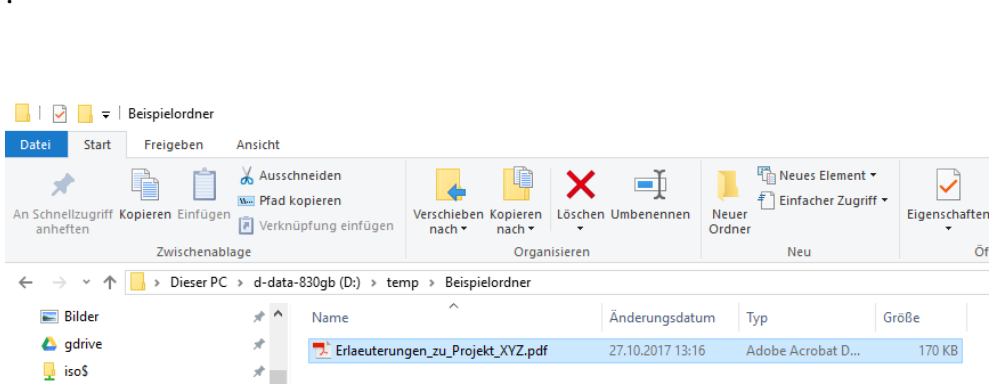 Beispielordner
Datei Start Freigeben Ansicht
An Schnellzugriff anheften
Kopieren
Einfügen
Ausschneiden
Pfad kopieren
Verknüpfung einfügen
Zwischenablage
Verschieben nach
Kopieren nach
Löschen
Umbenennen
Organisieren
Neuer Ordner
Neues Element
Einfacher Zugriff
Neu
Eigenschaften
Öf
Dieser PC > d-data-830gb (D:) > temp > Beispielordner
Bilder
gdrive
iso$
Name Änderungsdatum Typ Größe
Erlaeuterungen_zu_Projekt_XYZ.pdf 27.10.2017 13:16 Adobe Acrobat D... 170 KB